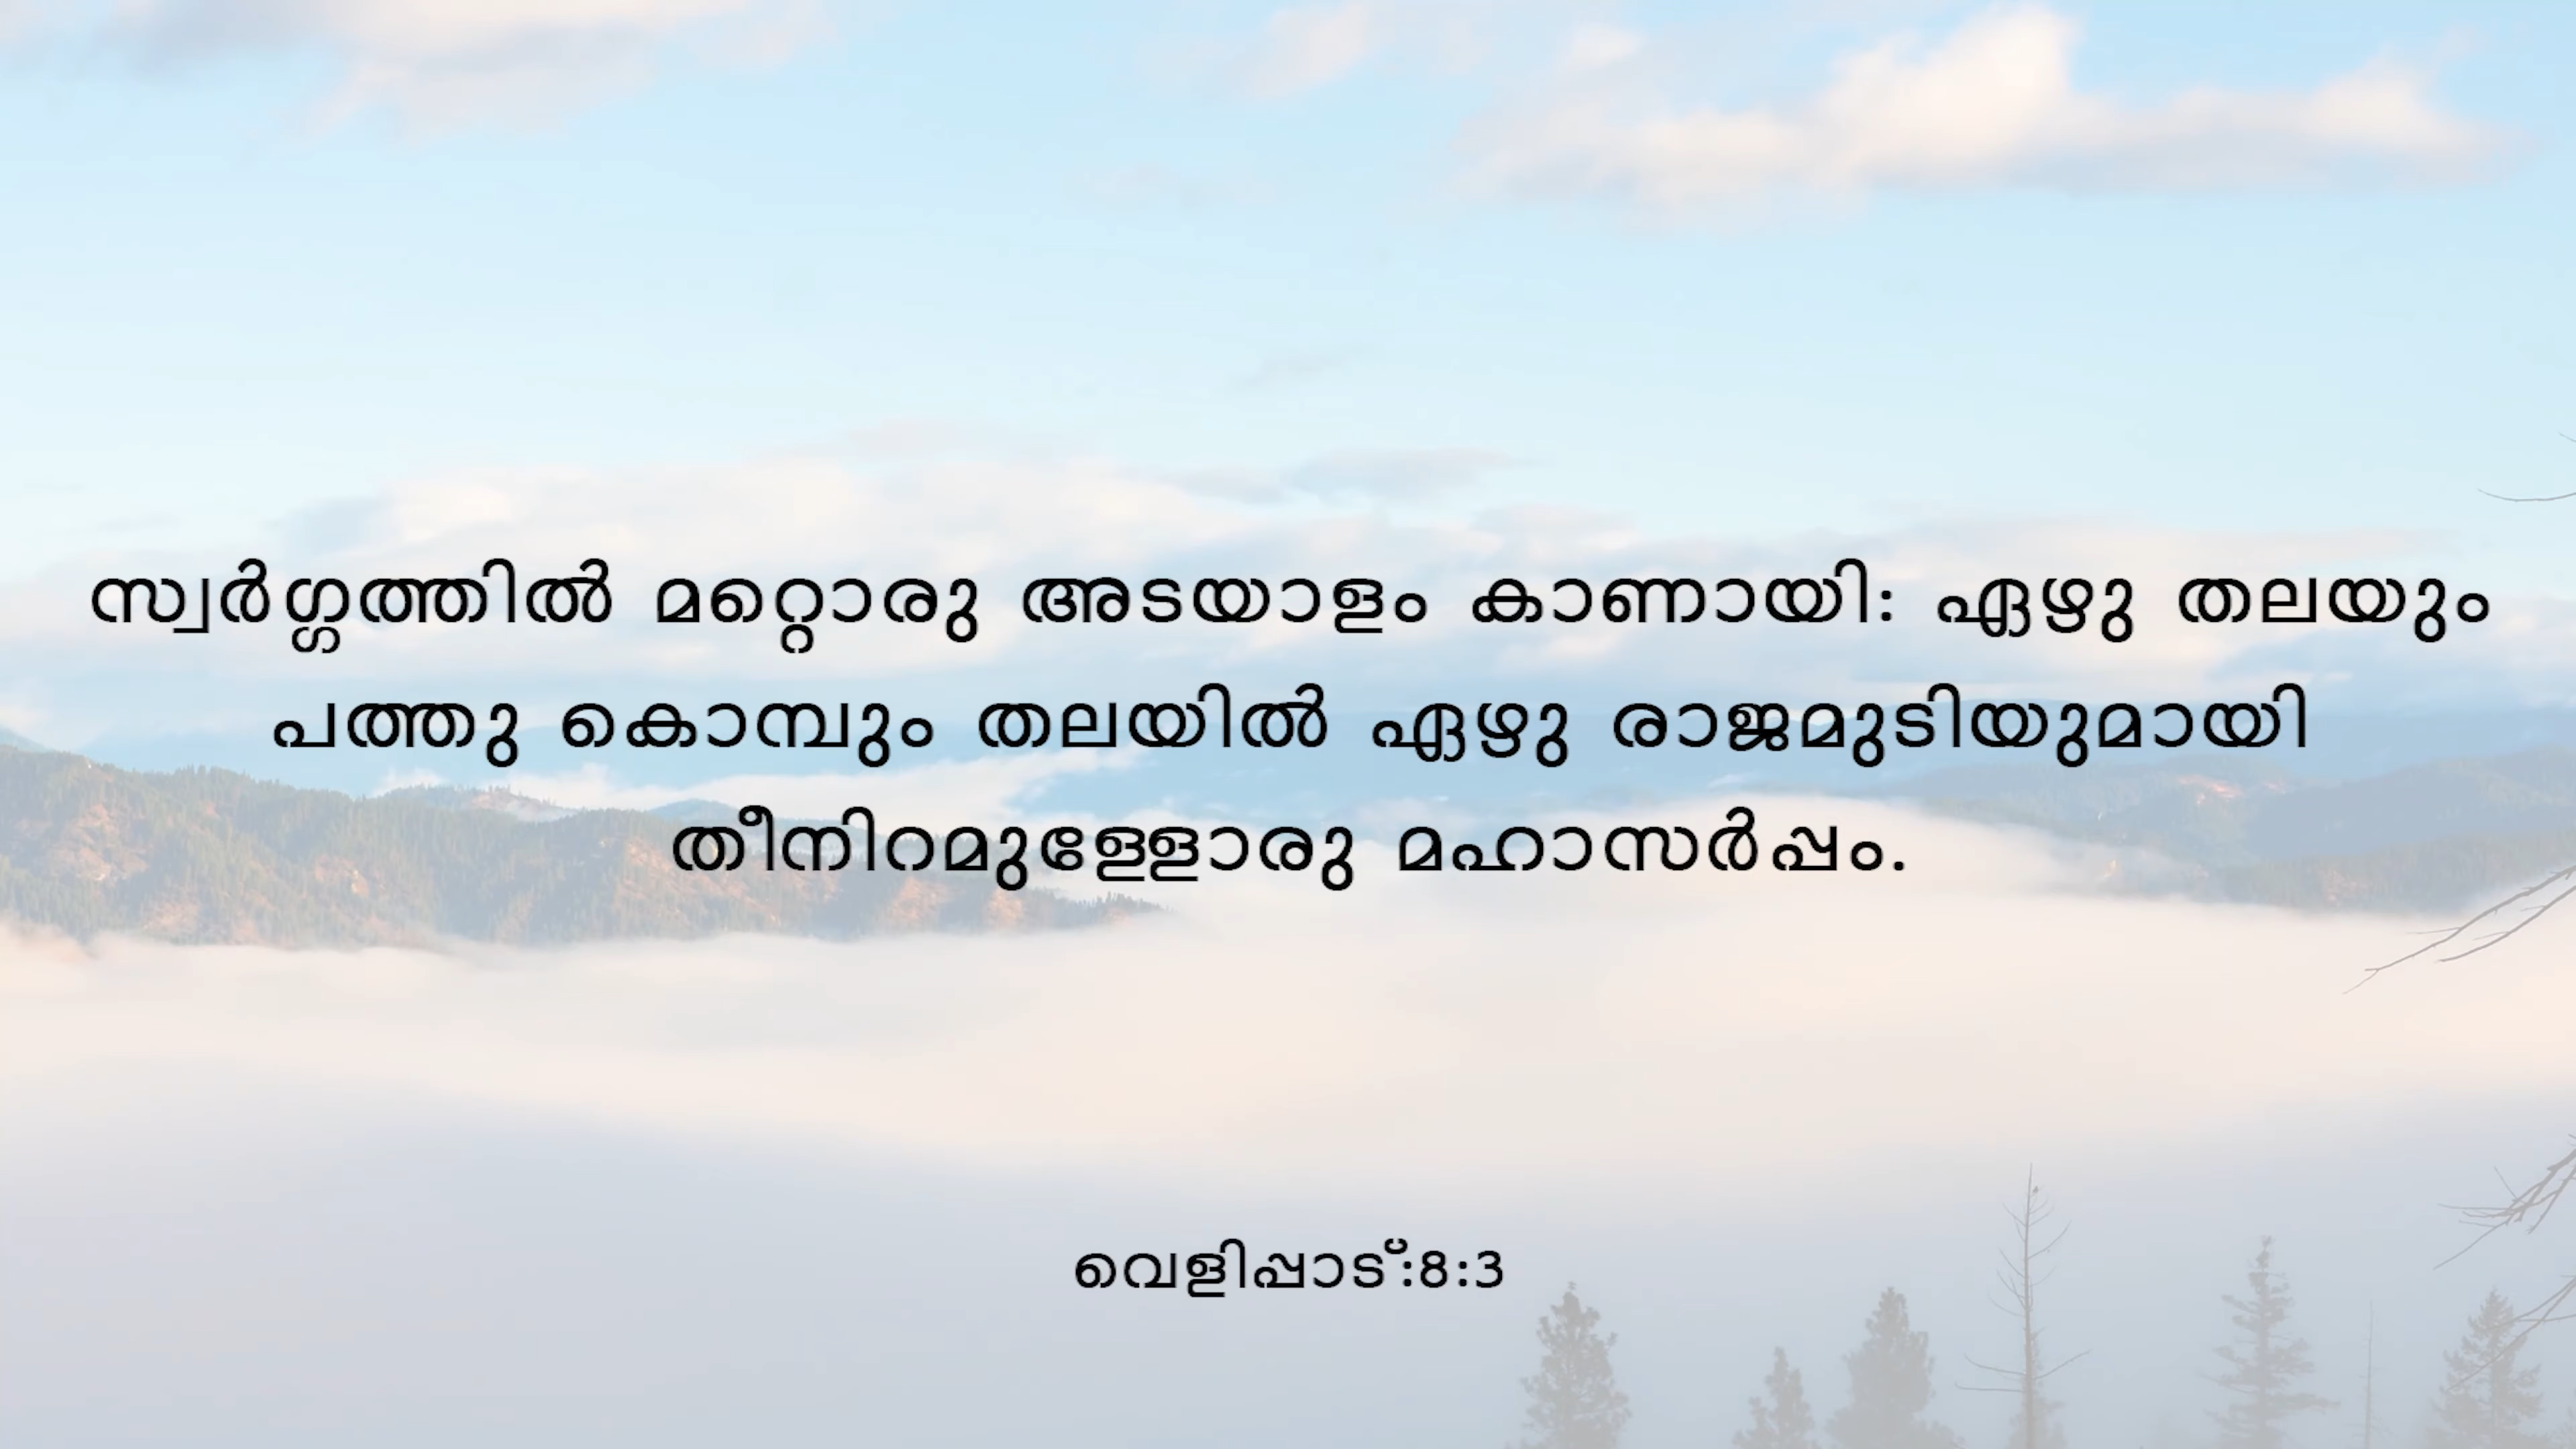 സ്വർഗ്ഗത്തിൽ മറ്റൊരു അടയാളം കാണായി: ഏഴു തലയും
പത്തു കൊമ്പും തലയിൽ ഏഴു രാജമുടിയുമായി
തീനിറമുള്ളോരു മഹാസർപ്പം.
വെളിപ്പാട്:8:3